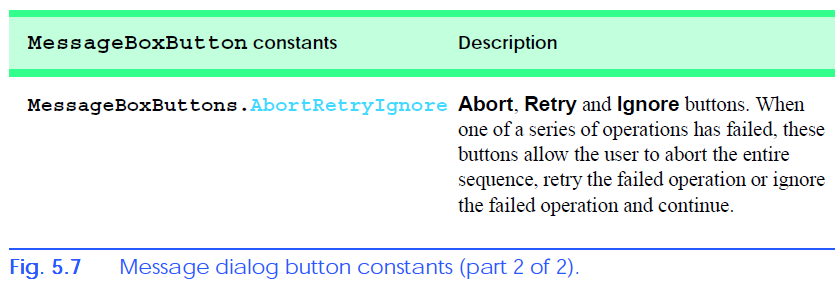 MessageBoxButton constants Description
MessageBoxButtons.AbortRetryIgnore Abort, Retry and Ignore buttons. When
one of a series of operations has failed, these
buttons allow the user to abort the entire
sequence, retry the failed operation or ignore
the failed operation and continue.
Fig. 5.7 Message dialog button constants (part 2 of 2).